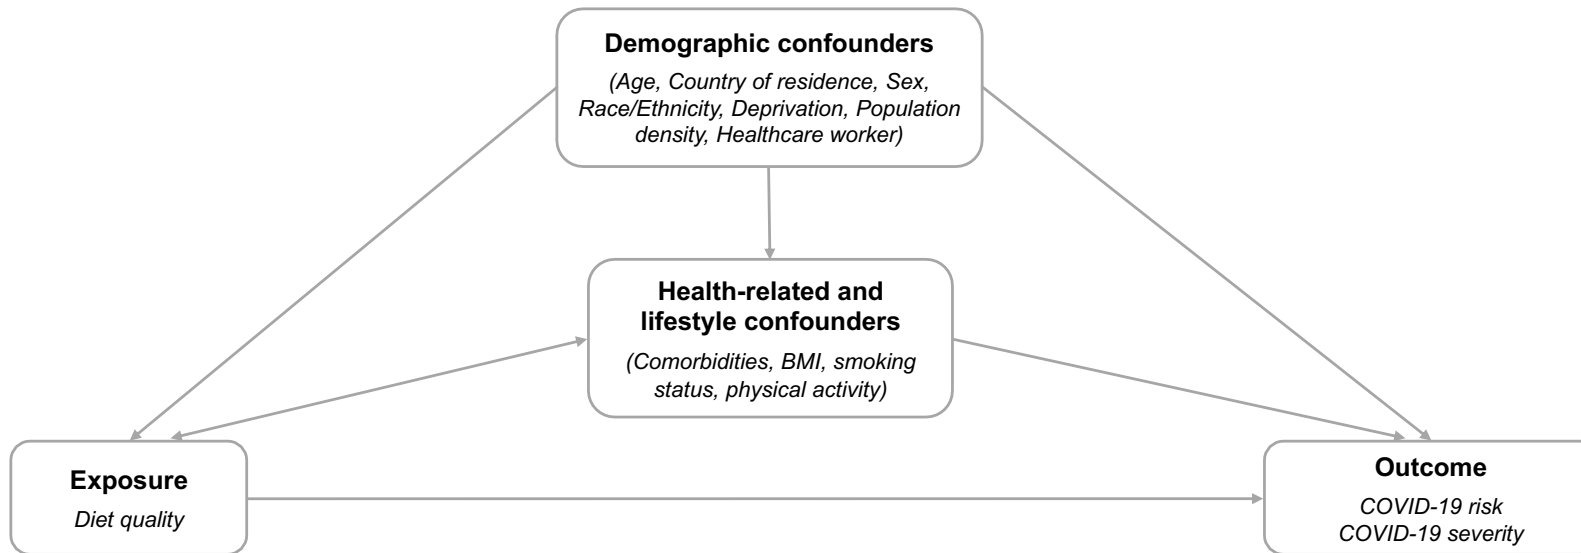 Demographic confounders
(Age, Country of residence, Sex,
Race/Ethnicity, Deprivation, Population
density, Healthcare worker)
Health-related and
lifestyle confounders
(Comorbidities, BMI, smoking
status, physical activity)
Exposure
Diet quality
Outcome
COVID-19 risk
COVID-19 severity